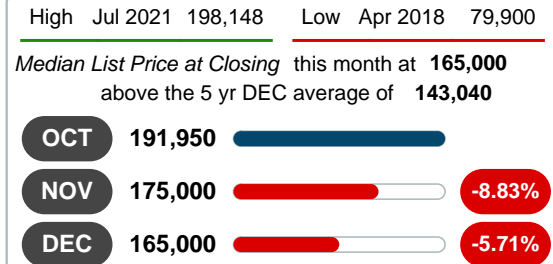 High Jul 2021 198,148 Low Apr 2018 79,900
Median List Price at Closing this month at 165,000
above the 5 yr DEC average of 143,040
OCT 191,950
NOV 175,000 -8.83%
DEC 165,000 -5.71%